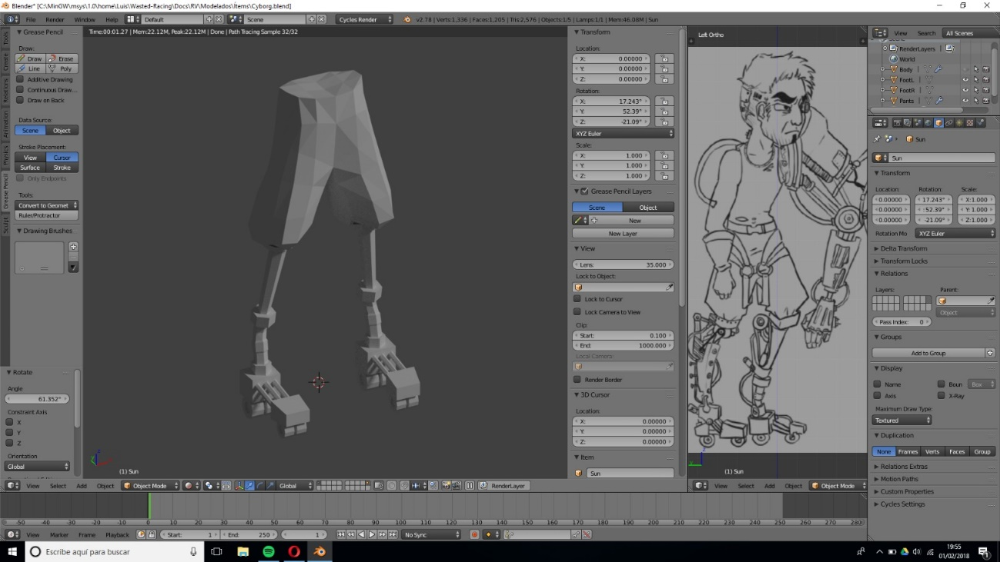 Blender* [C:\MinGW\msys\1.0\home\Luis\Wasted-Racing\Docs\RV\Modelados\Items\Cyborg.blend]
File Render Window Help Default Scene Cycles Render v2.78 | Verts:1,336 | Faces:1,205 | Tris:2,576 | Objects:1/5 | Lamps:1/1 | Mem:46.08M | Sun
Time:00:01.27 | Mem:22.12M, Peak:22.12M | Done | Path Tracing Sample 32/32
Tools
Create
Relations
Animation
Physics
Grease Pencil
Sculpt
Grease Pencil
Draw:
Draw Erase
Line Poly
Additive Drawing
Continuous Draw...
Draw on Back
Data Source:
Scene Object
Stroke Placement:
View Cursor
Surface Stroke
Only Endpoints
Tools:
Convert to Geomet
Ruler/Protractor
Drawing Brushes...
Rotate
Angle
61.352°
Constraint Axis
X
Y
Z
Orientation
Global
(1) Sun
View Select Add Object Object Mode Global RenderLayer
Transform
Location:
X: 0.00000
Y: 0.00000
Z: 0.00000
Rotation:
X: 17.243°
Y: 52.39°
Z: -21.09°
XYZ Euler
Scale:
X: 1.000
Y: 1.000
Z: 1.000
Grease Pencil Layers
Scene Object
New
New Layer
View
Lens: 35.000
Lock to Object:
Lock to Cursor
Lock Camera to View
Clip:
Start: 0.100
End: 1000.000
Local Camera:
Render Border
3D Cursor
Location:
X: 0.00000
Y: 0.00000
Z: 0.00000
Item
Sun
Left Ortho
(1) Sun
View Select Add Object Object Mode
View Search All Scenes
RenderLayers
World
Body
FootL
FootR
Pants
Sun
Sun
Transform
Location: Rotation: Scale:
0.00000 17.243° X:1.000
0.00000 52.39° Y: 1.000
0.00000 -21.09° Z:1.000
Rotation Mo XYZ Euler
Delta Transform
Transform Locks
Relations
Layers: Parent:
Object
Pass Index: 0
Groups
Add to Group
Display
Name Boun Box
Axis X-Ray
Maximum Draw Type:
Textured
Duplication
None Frames Verts Faces Group
Relations Extras
Motion Paths
Custom Properties
Cycles Settings
-50 -40 -30 -20 -10 0 10 20 30 40 50 60 70 80 90 100 110 120 130 140 150 160 170 180 190 200 210 220 230 240 250 260 270 280
View Marker Frame Playback Start: 1 End: 250 1 No Sync
Escribe aquí para buscar
19:55
01/02/2018
1